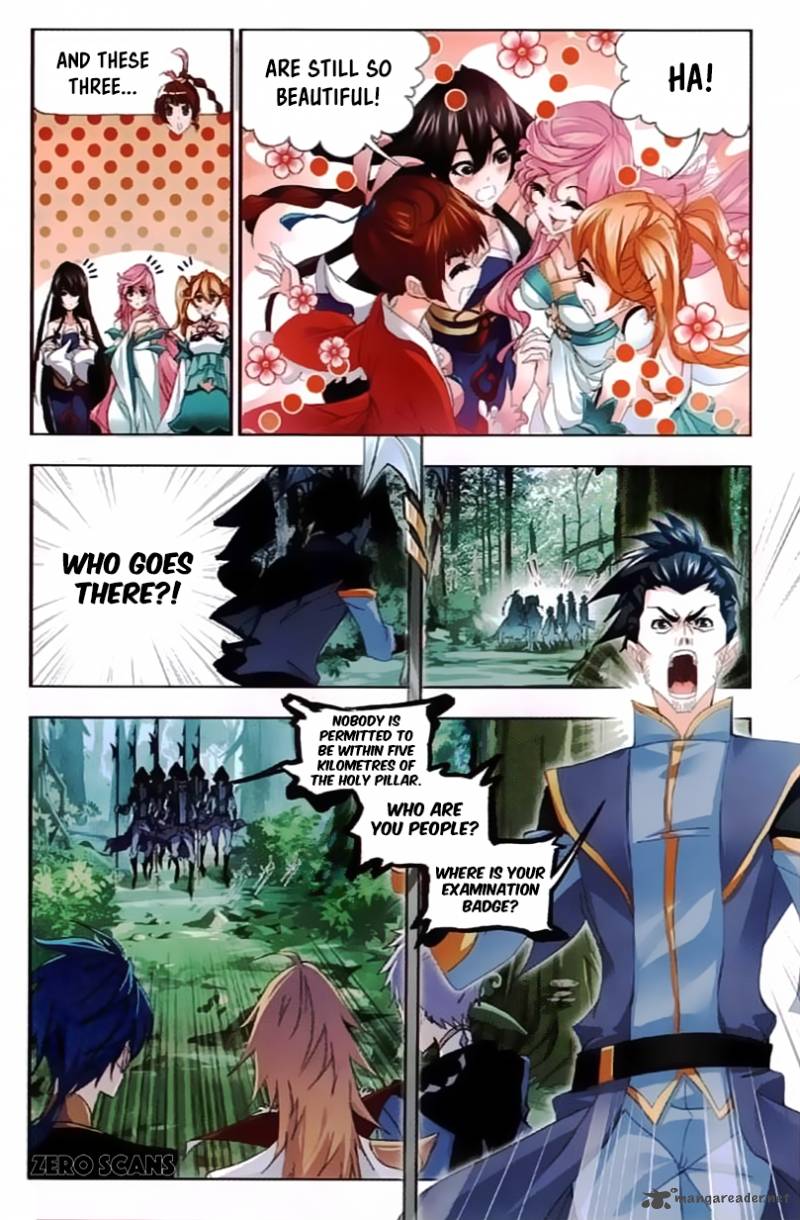 AND THESE
THREE...
ARE STILL SO
BEAUTIFUL!
HA!
WHO GOES
THERE?!
NOBODY IS
PERMITTED TO
BE WITHIN FIVE
KILOMETRES OF
THE HOLY PILLAR.
WHO ARE
YOU PEOPLE?
WHERE IS YOUR
EXAMINATION
BADGE?
ZERO SCANS
mangareader.net